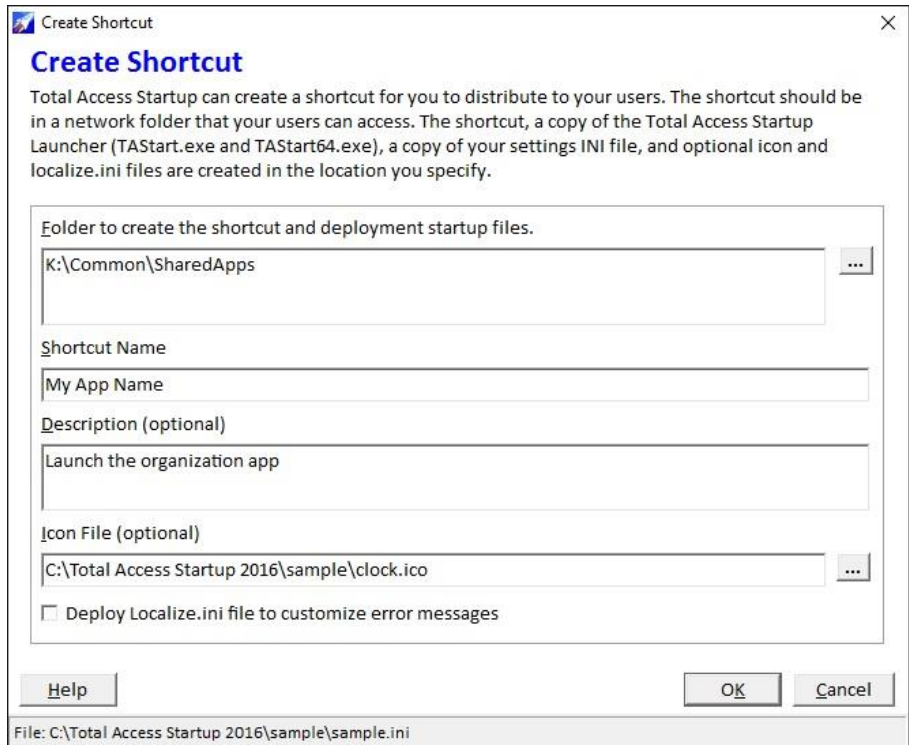 Create Shortcut
Create Shortcut
Total Access Startup can create a shortcut for you to distribute to your users. The shortcut should be
in a network folder that your users can access. The shortcut, a copy of the Total Access Startup
Launcher (TAStart.exe and TAStart64.exe), a copy of your settings INI file, and optional icon and
localize.ini files are created in the location you specify.
Folder to create the shortcut and deployment startup files.
K:\Common\SharedApps
...
Shortcut Name
My App Name
Description (optional)
Launch the organization app
Icon File (optional)
C:\Total Access Startup 2016\sample\clock.ico
...
Deploy Localize.ini file to customize error messages
Help
OK
Cancel
File: C:\Total Access Startup 2016\sample\sample.ini